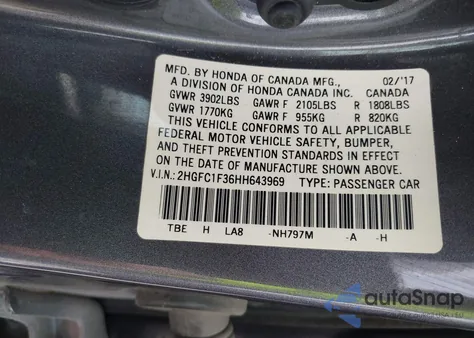 MFD. BY HONDA OF CANADA MFG., 02/'17
A DIVISION OF HONDA CANADA INC. CANADA
GVWR 3902LBS GAWR F 2105LBS R 1808LBS
GVWR 1770KG GAWR F 955KG R 820KG
THIS VEHICLE CONFORMS TO ALL APPLICABLE
FEDERAL MOTOR VEHICLE SAFETY, BUMPER,
AND THEFT PREVENTION STANDARDS IN EFFECT
ON THE DATE OF MANUFACTURE SHOWN ABOVE.
V.I.N.: 2HGFC1F36HH643969 TYPE: PASSENGER CAR
TBE H LA8 -NH797M -A -H
autoSnap